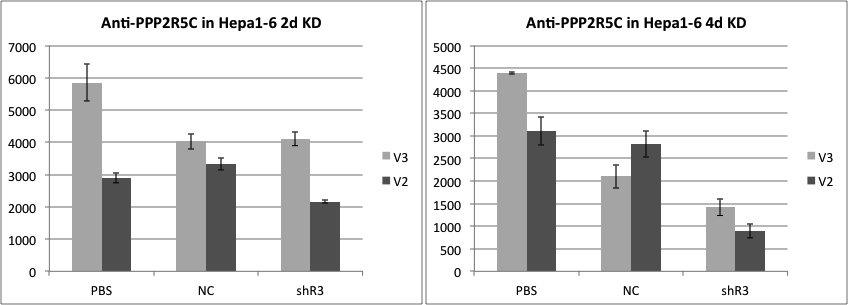 Anti-PPP2R5C in Hepa1-6 2d KD
7000
6000
5000
4000
3000
2000
1000
0
PBS
NC
shR3
V3
V2
Anti-PPP2R5C in Hepa1-6 4d KD
5000
4500
4000
3500
3000
2500
2000
1500
1000
500
0
PBS
NC
shR3
V3
V2